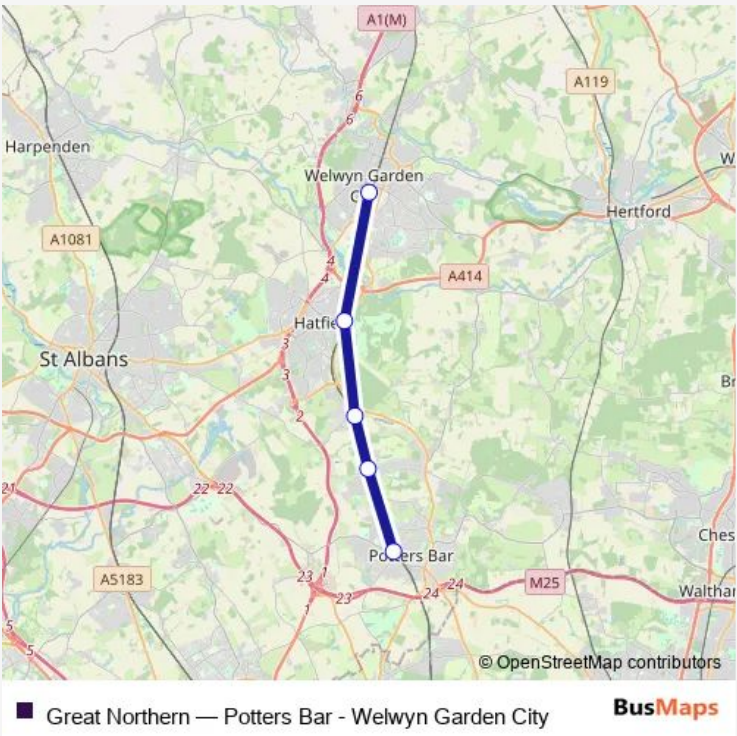 A1(M)
A119
6
6
Harpenden
W
Welwyn Garden
C
Hertford
A1081
4
4
A414
Hatfie
3
St Albans
3
Br
2
21
22 22
Ches
Potters Bar
23
1
A5183
24
24
M25
23
Walthar
1
5
5
© OpenStreetMap contributors
Great Northern — Potters Bar - Welwyn Garden City
BusMaps